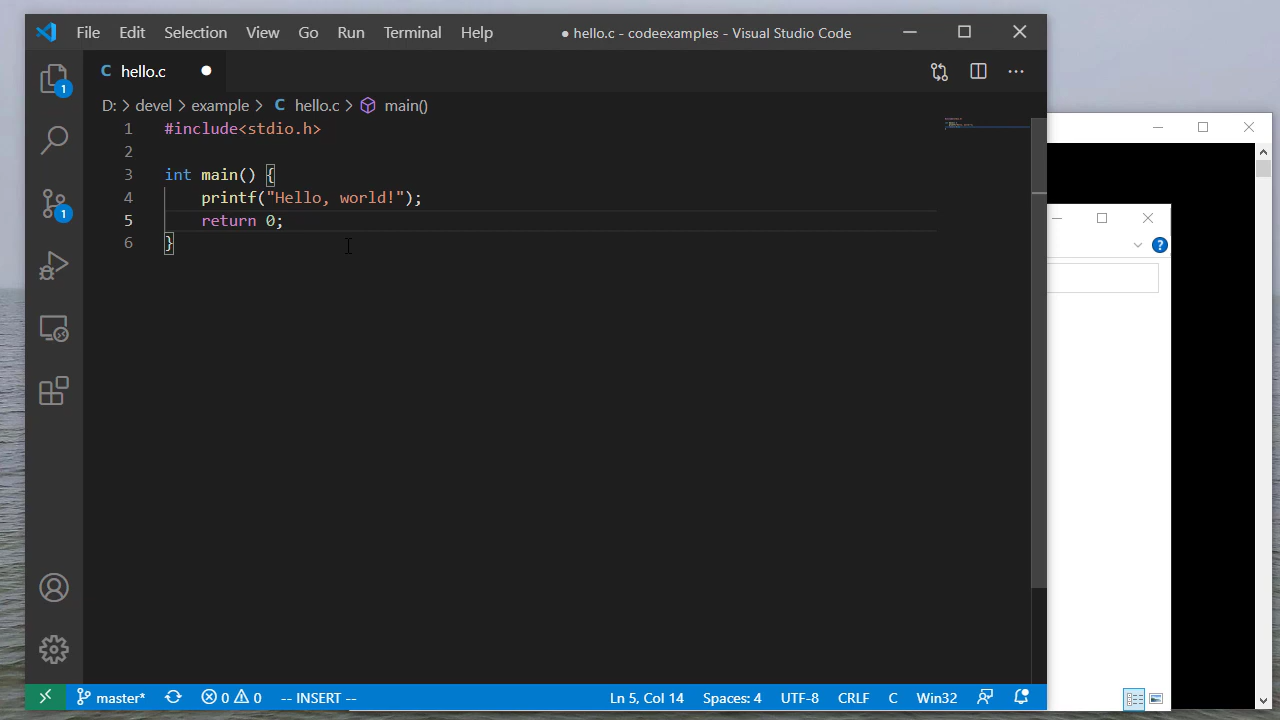 File Edit Selection View Go Run Terminal Help ● hello.c - codeexamples - Visual Studio Code
C hello.c
D: > devel > example > C hello.c > main()
1 #include<stdio.h>
2
3 int main() {
4 printf("Hello, world!");
5 return 0;
6 }
1
1
master* 0 0 -- INSERT -- Ln 5, Col 14 Spaces: 4 UTF-8 CRLF C Win32